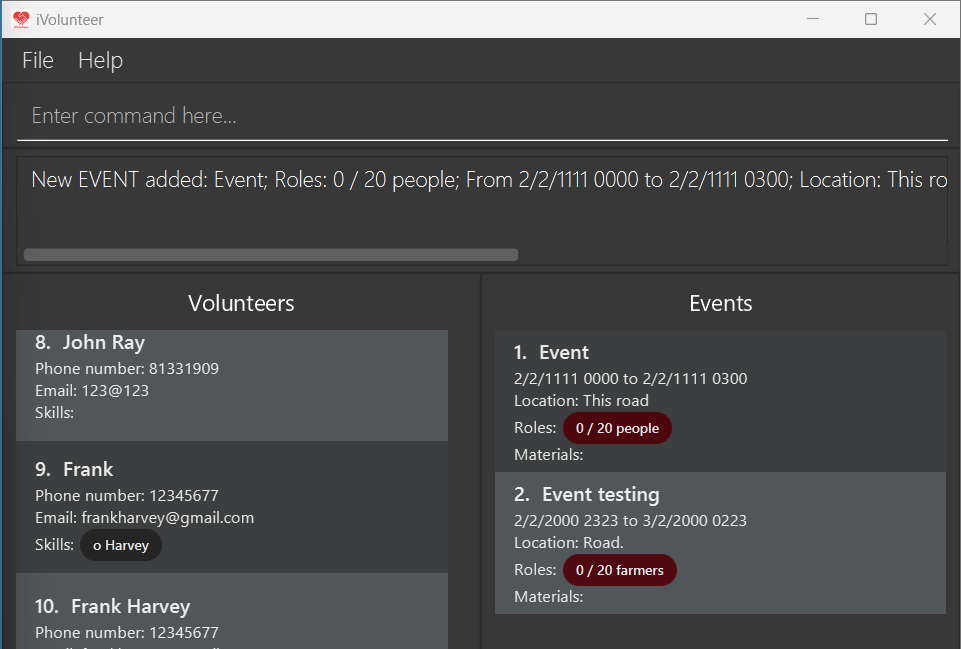 iVolunteer
File Help
Enter command here...
New EVENT added: Event; Roles: 0 / 20 people; From 2/2/1111 0000 to 2/2/1111 0300; Location: This ro
Volunteers
8. John Ray
Phone number: 81331909
Email: 123@123
Skills:
9. Frank
Phone number: 12345677
Email: frankharvey@gmail.com
Skills: o Harvey
10. Frank Harvey
Phone number: 12345677
Events
1. Event
2/2/1111 0000 to 2/2/1111 0300
Location: This road
Roles: 0 / 20 people
Materials:
2. Event testing
2/2/2000 2323 to 3/2/2000 0223
Location: Road.
Roles: 0 / 20 farmers
Materials: